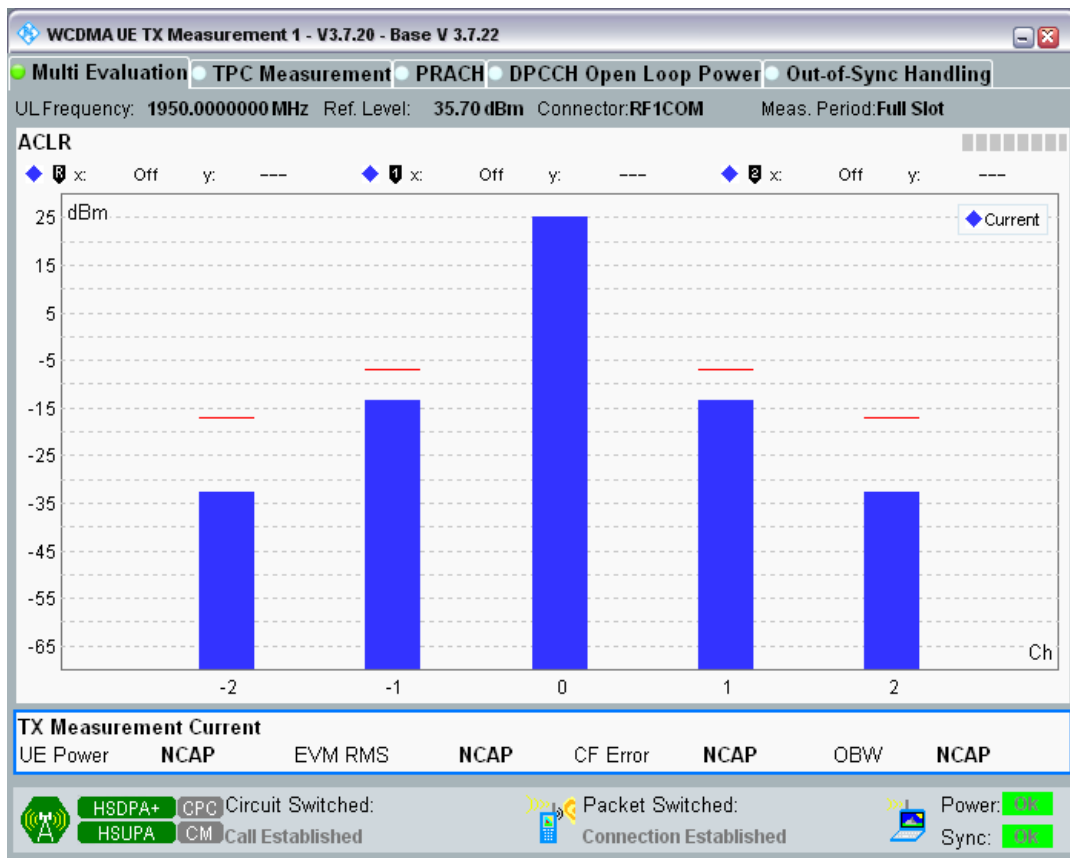 WCDMA UE TX Measurement 1 - V3.7.20 - Base V 3.7.22
Multi Evaluation TPC Measurement PRACH DPCCH Open Loop Power Out-of-Sync Handling
UL Frequency: 1950.0000000 MHz Ref. Level: 35.70 dBm Connector:RF1COM Meas. Period:Full Slot
ACLR
R x: Off y: --- 1 x: Off y: --- 2 x: Off y: ---
dBm
Current
25
15
5
-5
-15
-25
-35
-45
-55
-65
Ch
-2 -1 0 1 2
TX Measurement Current
UE Power NCAP EVM RMS NCAP CF Error NCAP OBW NCAP
HSDPA+ CPC Circuit Switched: Packet Switched: Power: Ok
HSUPA CM Call Established Connection Established Sync: Ok